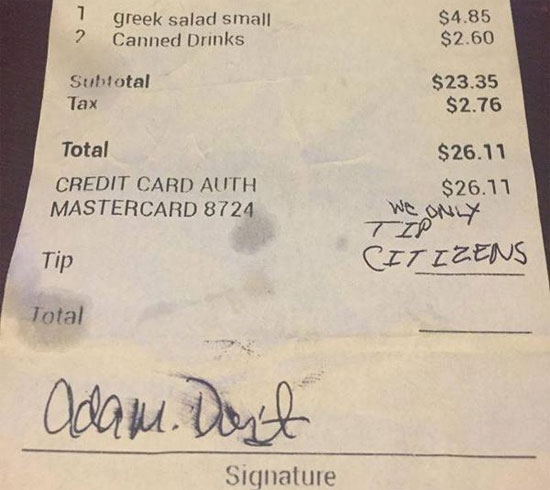 1 greek salad small $4.85
2 Canned Drinks $2.60
Subtotal $23.35
Tax $2.76
Total $26.11
CREDIT CARD AUTH $26.11
MASTERCARD 8724
WE ONLY
TIP
Tip CITIZENS
Total
Adam.
Signature